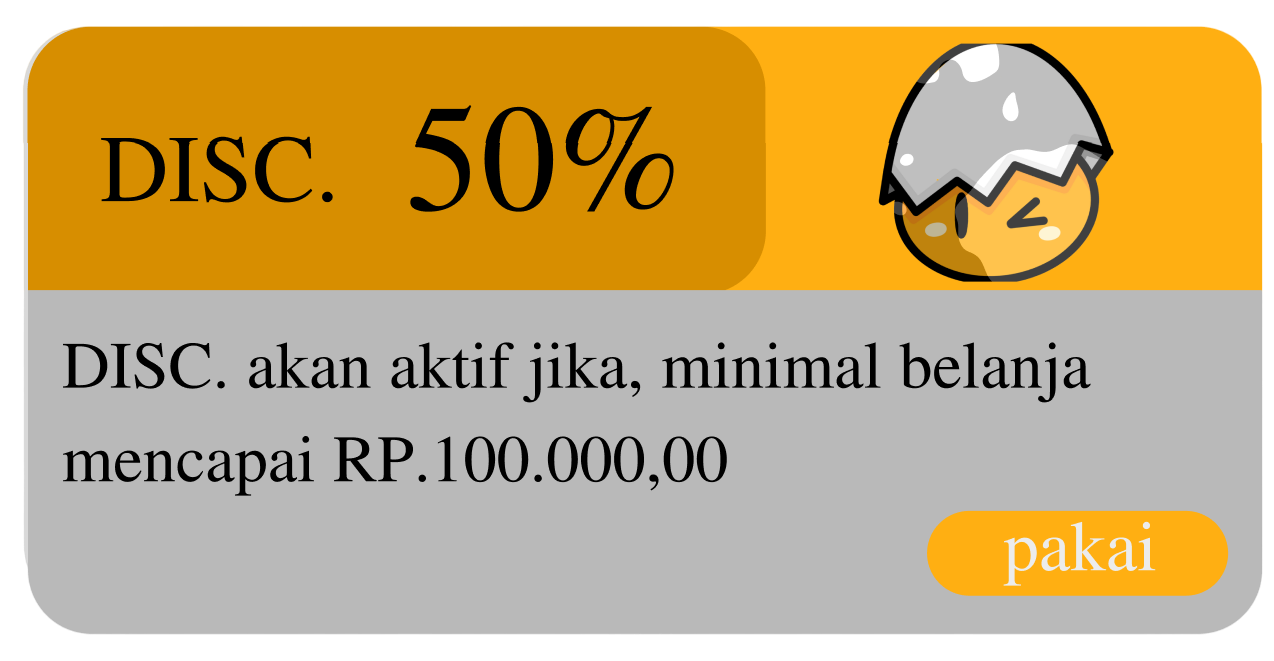 DISC. 50%
DISC. akan aktif jika, minimal belanja
mencapai RP.100.000,00
pakai